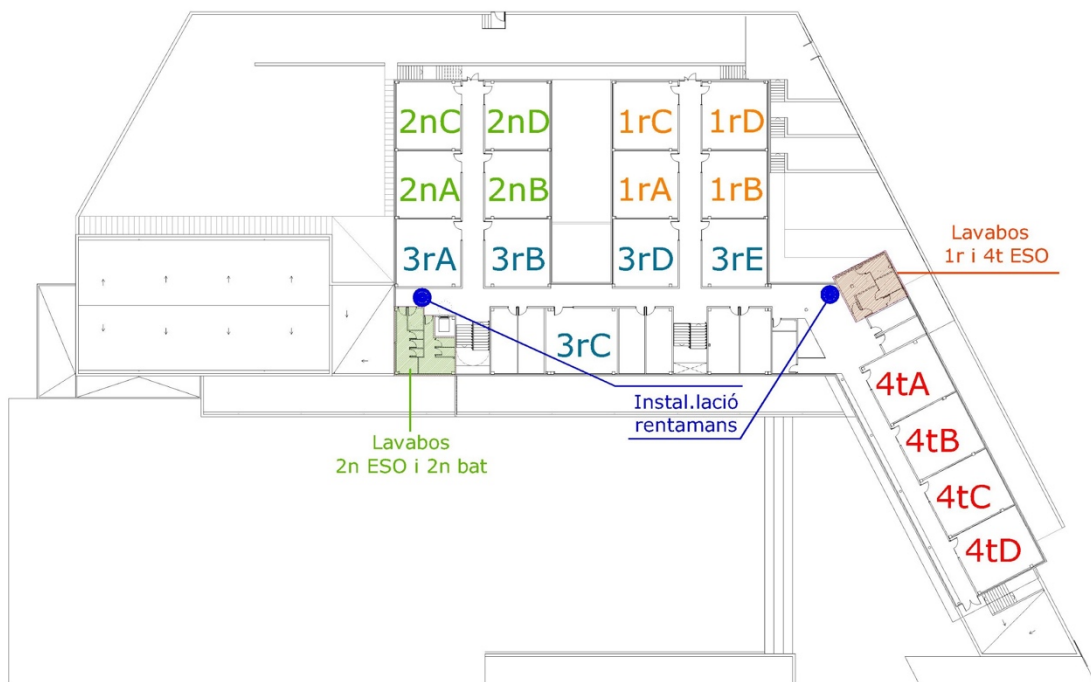 2nC
2nD
1rC
1rD
2nA
2nB
1rA
1rB
3rA
3rB
3rD
3rE
Lavabos
1r i 4t ESO
3rC
4tA
Instal.lació
rentamans
4tB
Lavabos
2n ESO i 2n bat
4tC
4tD